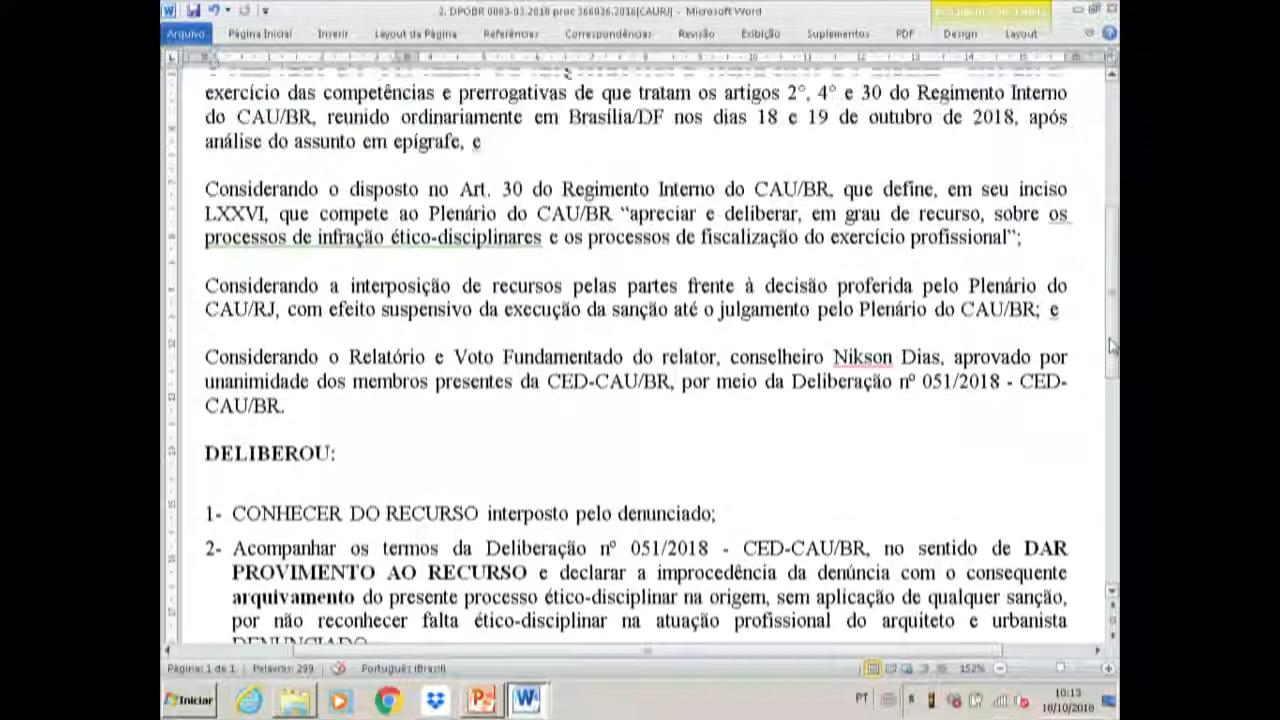 2. DPOBR 0083-03.2018 proc 366036.2016[CAURJ] - Microsoft Word
Arquivo Página Inicial Inserir Layout da Página Referências Correspondências Revisão Exibição Suplementos PDF Design Layout
exercício das competências e prerrogativas de que tratam os artigos 2°, 4° e 30 do Regimento Interno
do CAU/BR, reunido ordinariamente em Brasília/DF nos dias 18 e 19 de outubro de 2018, após
análise do assunto em epígrafe, e
Considerando o disposto no Art. 30 do Regimento Interno do CAU/BR, que define, em seu inciso
LXXVI, que compete ao Plenário do CAU/BR “apreciar e deliberar, em grau de recurso, sobre os
processos de infração ético-disciplinares e os processos de fiscalização do exercício profissional”;
Considerando a interposição de recursos pelas partes frente à decisão proferida pelo Plenário do
CAU/RJ, com efeito suspensivo da execução da sanção até o julgamento pelo Plenário do CAU/BR; e
Considerando o Relatório e Voto Fundamentado do relator, conselheiro Nikson Dias, aprovado por
unanimidade dos membros presentes da CED-CAU/BR, por meio da Deliberação nº 051/2018 - CED-
CAU/BR.
DELIBEROU:
1- CONHECER DO RECURSO interposto pelo denunciado;
2- Acompanhar os termos da Deliberação nº 051/2018 - CED-CAU/BR, no sentido de DAR
PROVIMENTO AO RECURSO e declarar a improcedência da denúncia com o consequente
arquivamento do presente processo ético-disciplinar na origem, sem aplicação de qualquer sanção,
por não reconhecer falta ético-disciplinar na atuação profissional do arquiteto e urbanista
DENUNCIADO
Página: 1 de 1 Palavras: 299 Português (Brasil) 152%
Iniciar PT 10:13
18/10/2018